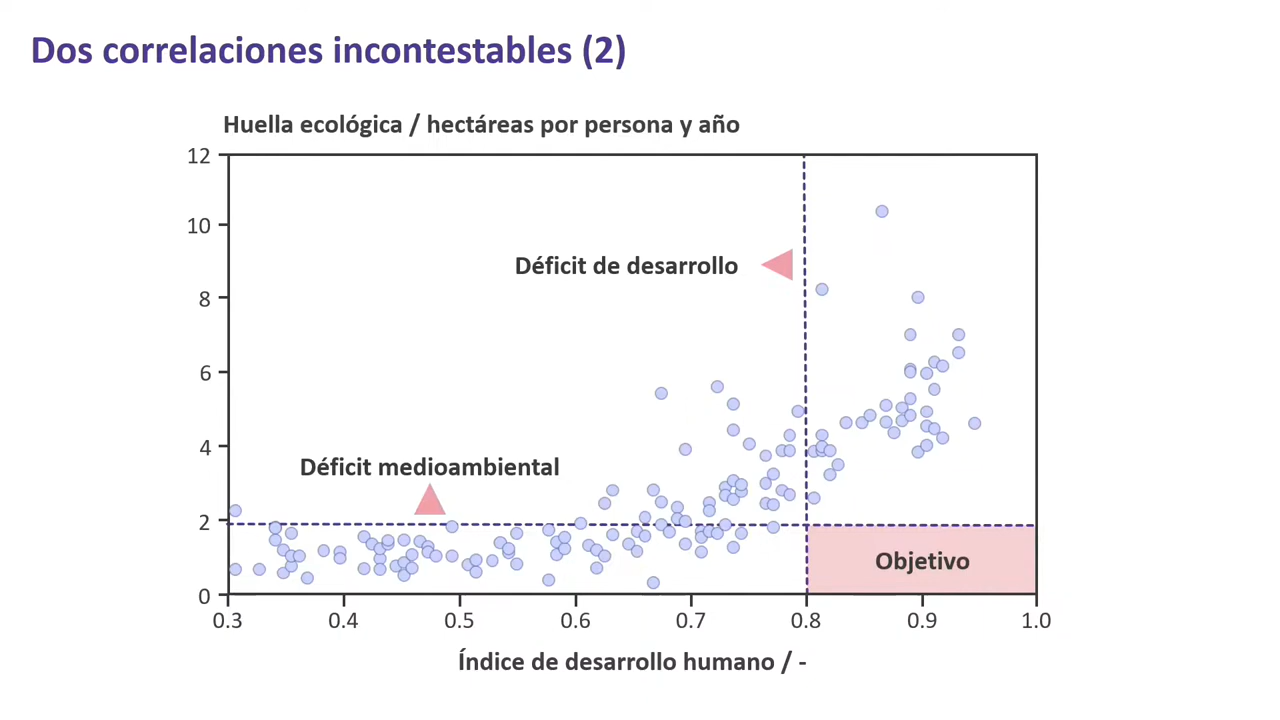 Dos correlaciones incontestables (2)
Huella ecológica / hectáreas por persona y año
12
10
8
6
4
2
0
Déficit de desarrollo
Déficit medioambiental
Objetivo
0.3 0.4 0.5 0.6 0.7 0.8 0.9 1.0
Índice de desarrollo humano / -